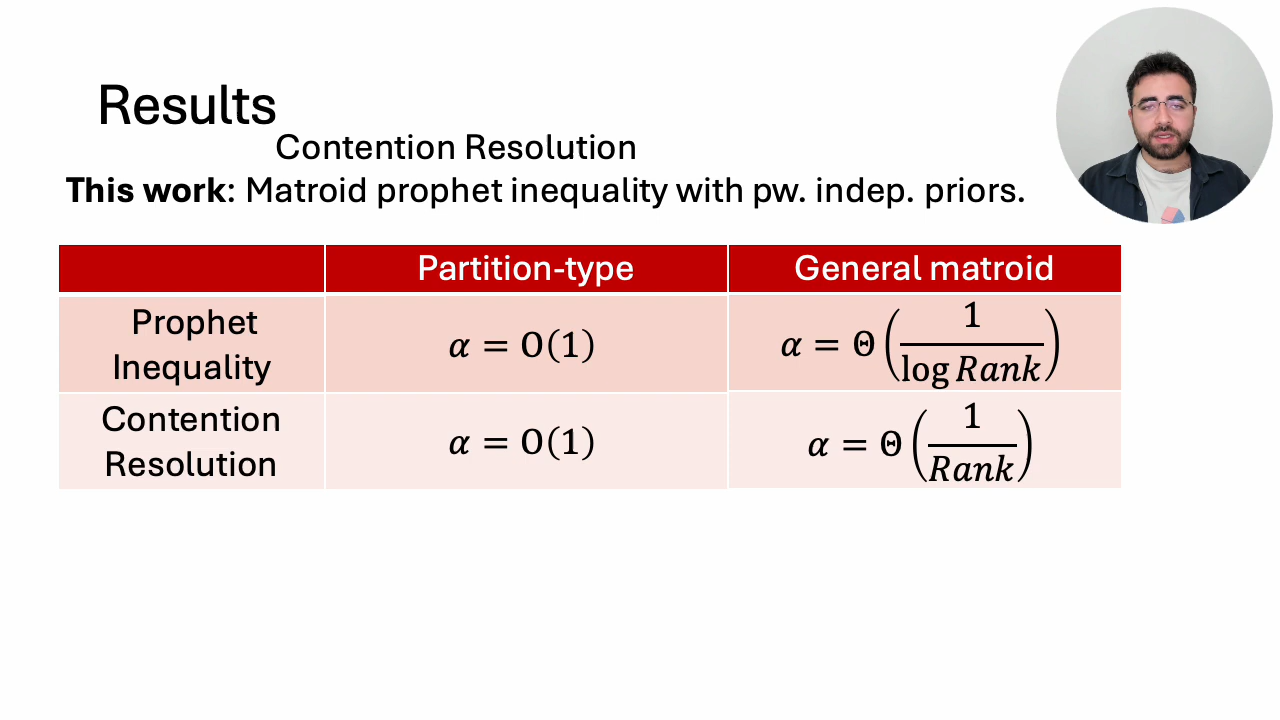 Results
Contention Resolution
This work: Matroid prophet inequality with pw. indep. priors.
Partition-type
General matroid
Prophet
Inequality
α = O(1)
α = Θ(1/log Rank)
Contention
Resolution
α = O(1)
α = Θ(1/Rank)